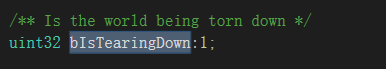 /** Is the world being torn down */
uint32 bIsTearingDown:1;